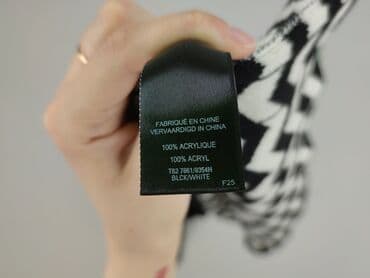 FABRIQUÉ EN CHINE
VERVAARDIGD IN CHINA
100% ACRYLIQUE
100% ACRYL
T82 7861/8354H
BLCK/WHITE
F25